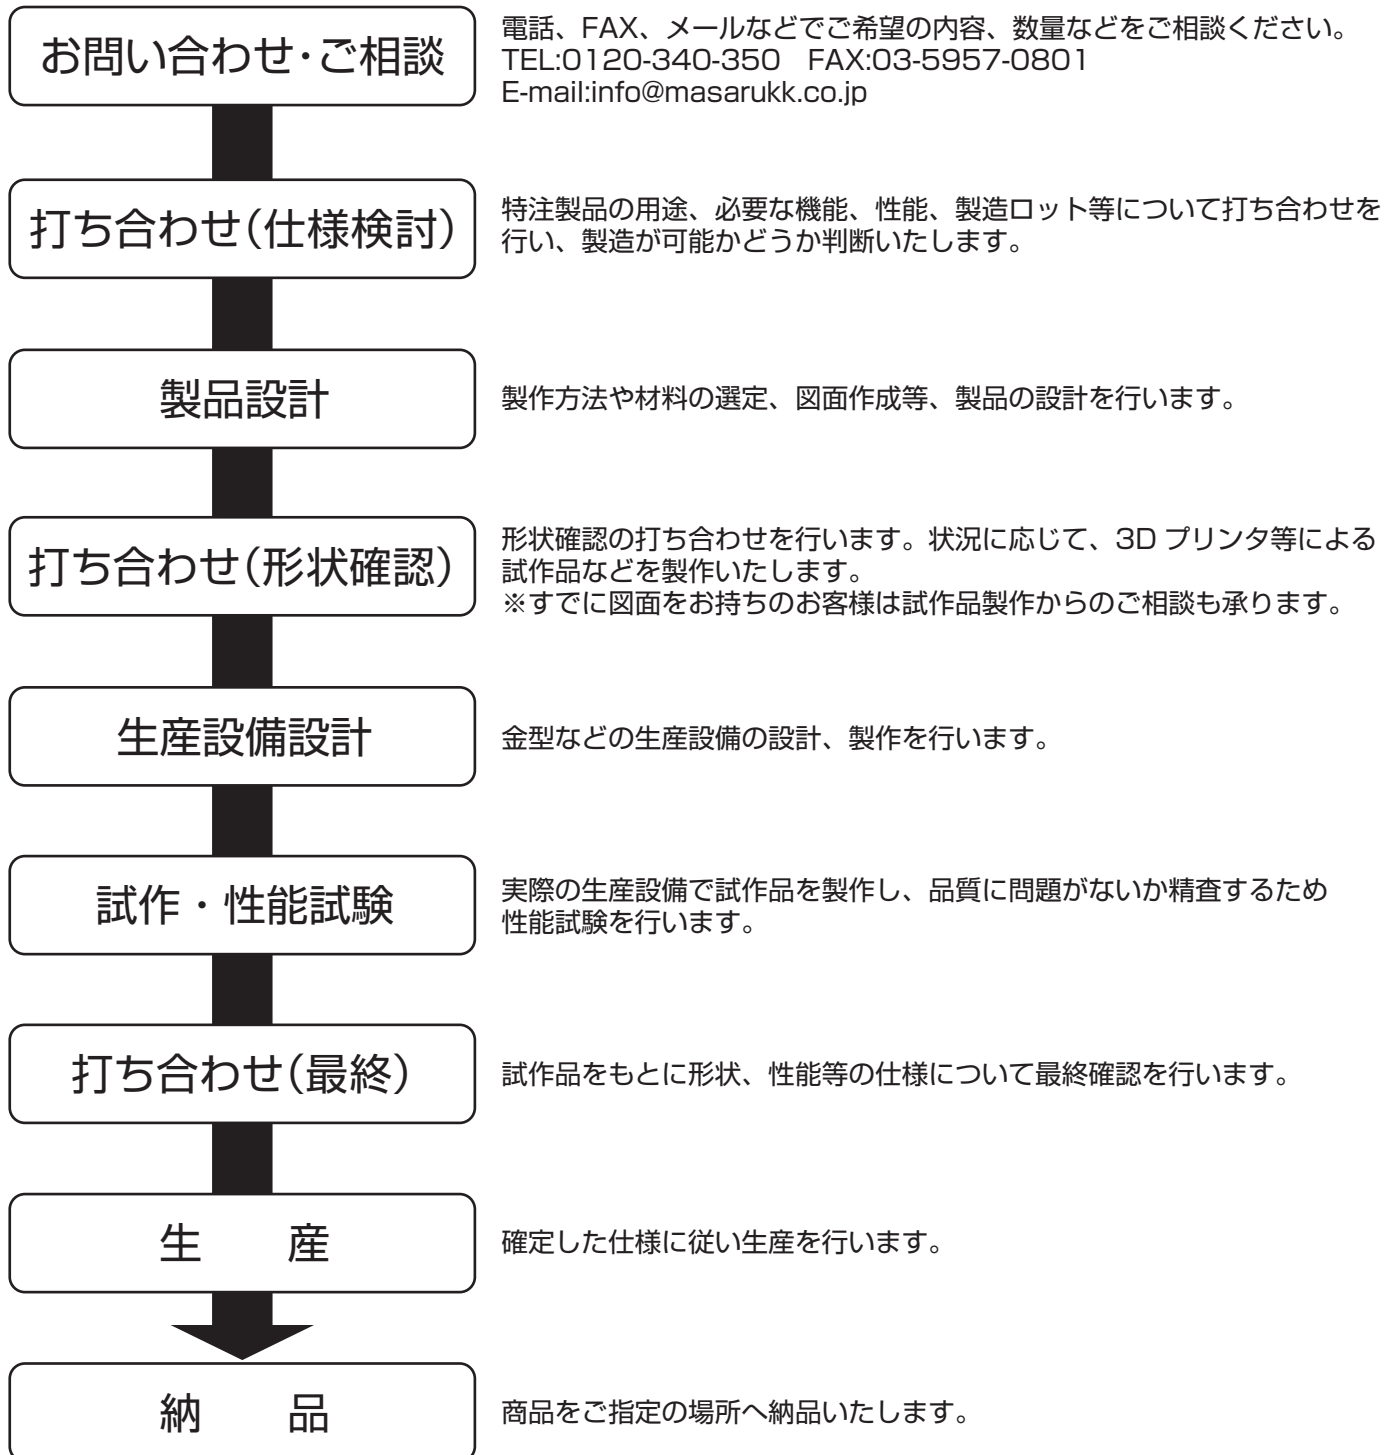 お問い合わせ･ご相談
電話、FAX、メールなどでご希望の内容、数量などをご相談ください。
TEL:0120-340-350　FAX:03-5957-0801
E-mail:info@masarukk.co.jp
打ち合わせ(仕様検討)
特注製品の用途、必要な機能、性能、製造ロット等について打ち合わせを
行い、製造が可能かどうか判断いたします。
製品設計
製作方法や材料の選定、図面作成等、製品の設計を行います。
打ち合わせ(形状確認)
形状確認の打ち合わせを行います。状況に応じて、3D プリンタ等による
試作品などを製作いたします。
※すでに図面をお持ちのお客様は試作品製作からのご相談も承ります。
生産設備設計
金型などの生産設備の設計、製作を行います。
試作・性能試験
実際の生産設備で試作品を製作し、品質に問題がないか精査するため
性能試験を行います。
打ち合わせ(最終)
試作品をもとに形状、性能等の仕様について最終確認を行います。
生　　産
確定した仕様に従い生産を行います。
納　　品
商品をご指定の場所へ納品いたします。